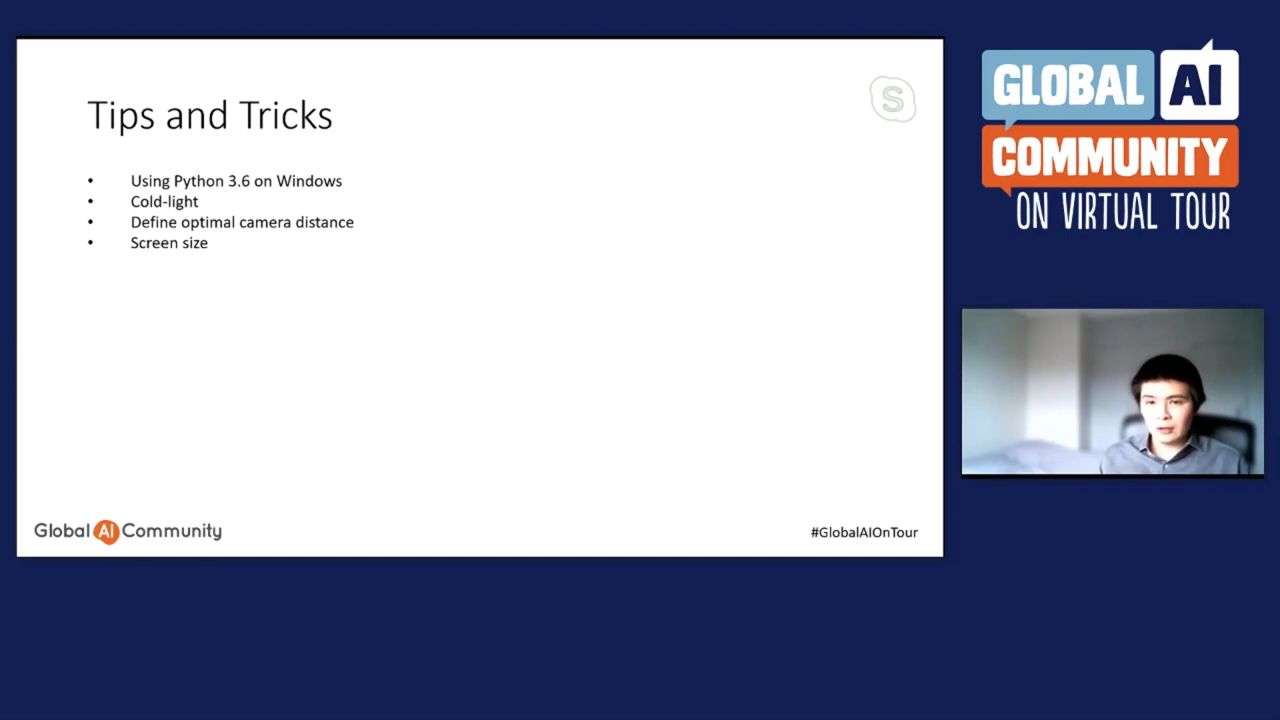 Tips and Tricks
S
• Using Python 3.6 on Windows
• Cold-light
• Define optimal camera distance
• Screen size
Global AI Community
#GlobalAIOnTour
GLOBAL AI
COMMUNITY
ON VIRTUAL TOUR